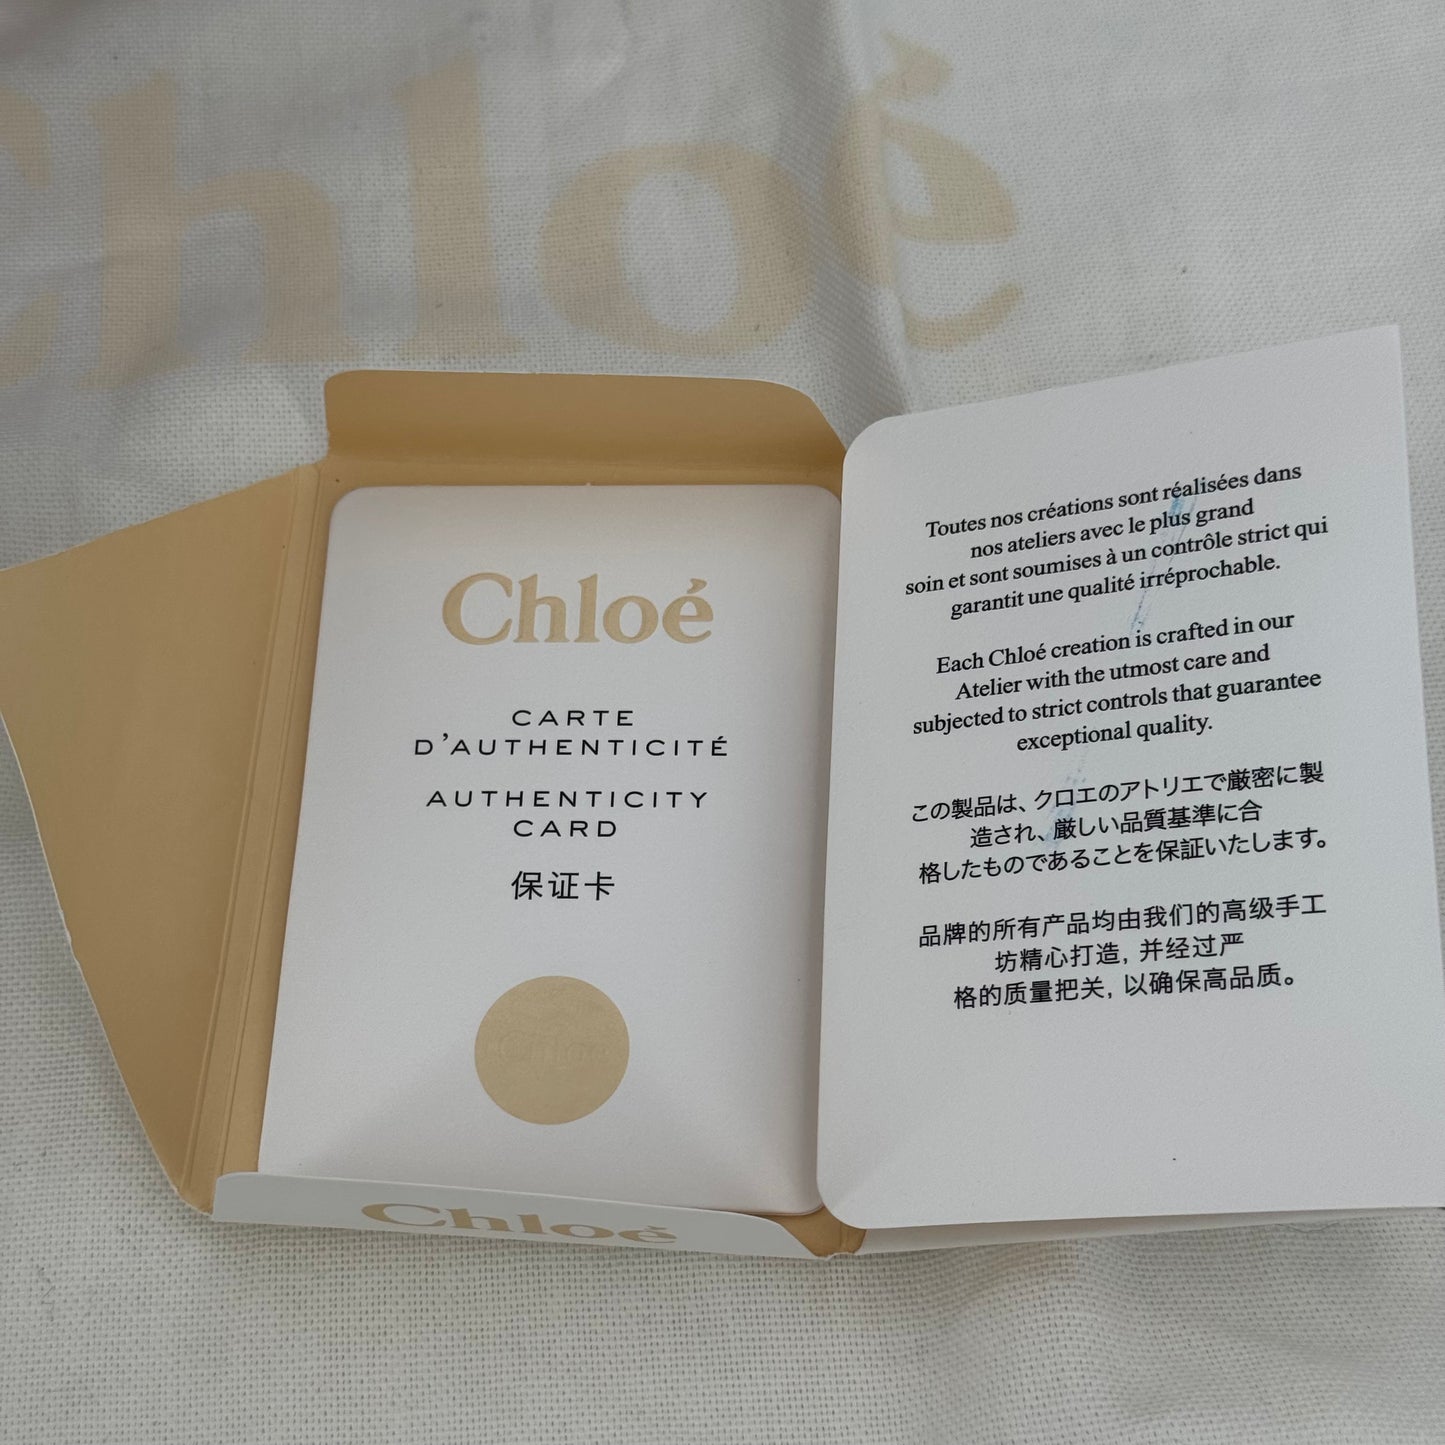 Chloé
Chloé
CARTE
D'AUTHENTICITÉ
AUTHENTICITY
CARD
保证卡
Chloé
Chloé
Toutes nos créations sont réalisées dans
nos ateliers avec le plus grand
soin et sont soumises à un contrôle strict qui
garantit une qualité irréprochable.
Each Chloé creation is crafted in our
Atelier with the utmost care and
subjected to strict controls that guarantee
exceptional quality.
この製品は、クロエのアトリエで厳密に製
造され、厳しい品質基準に合
格したものであることを保証いたします。
品牌的所有产品均由我们的高级手工
坊精心打造, 并经过严
格的质量把关, 以确保高品质。